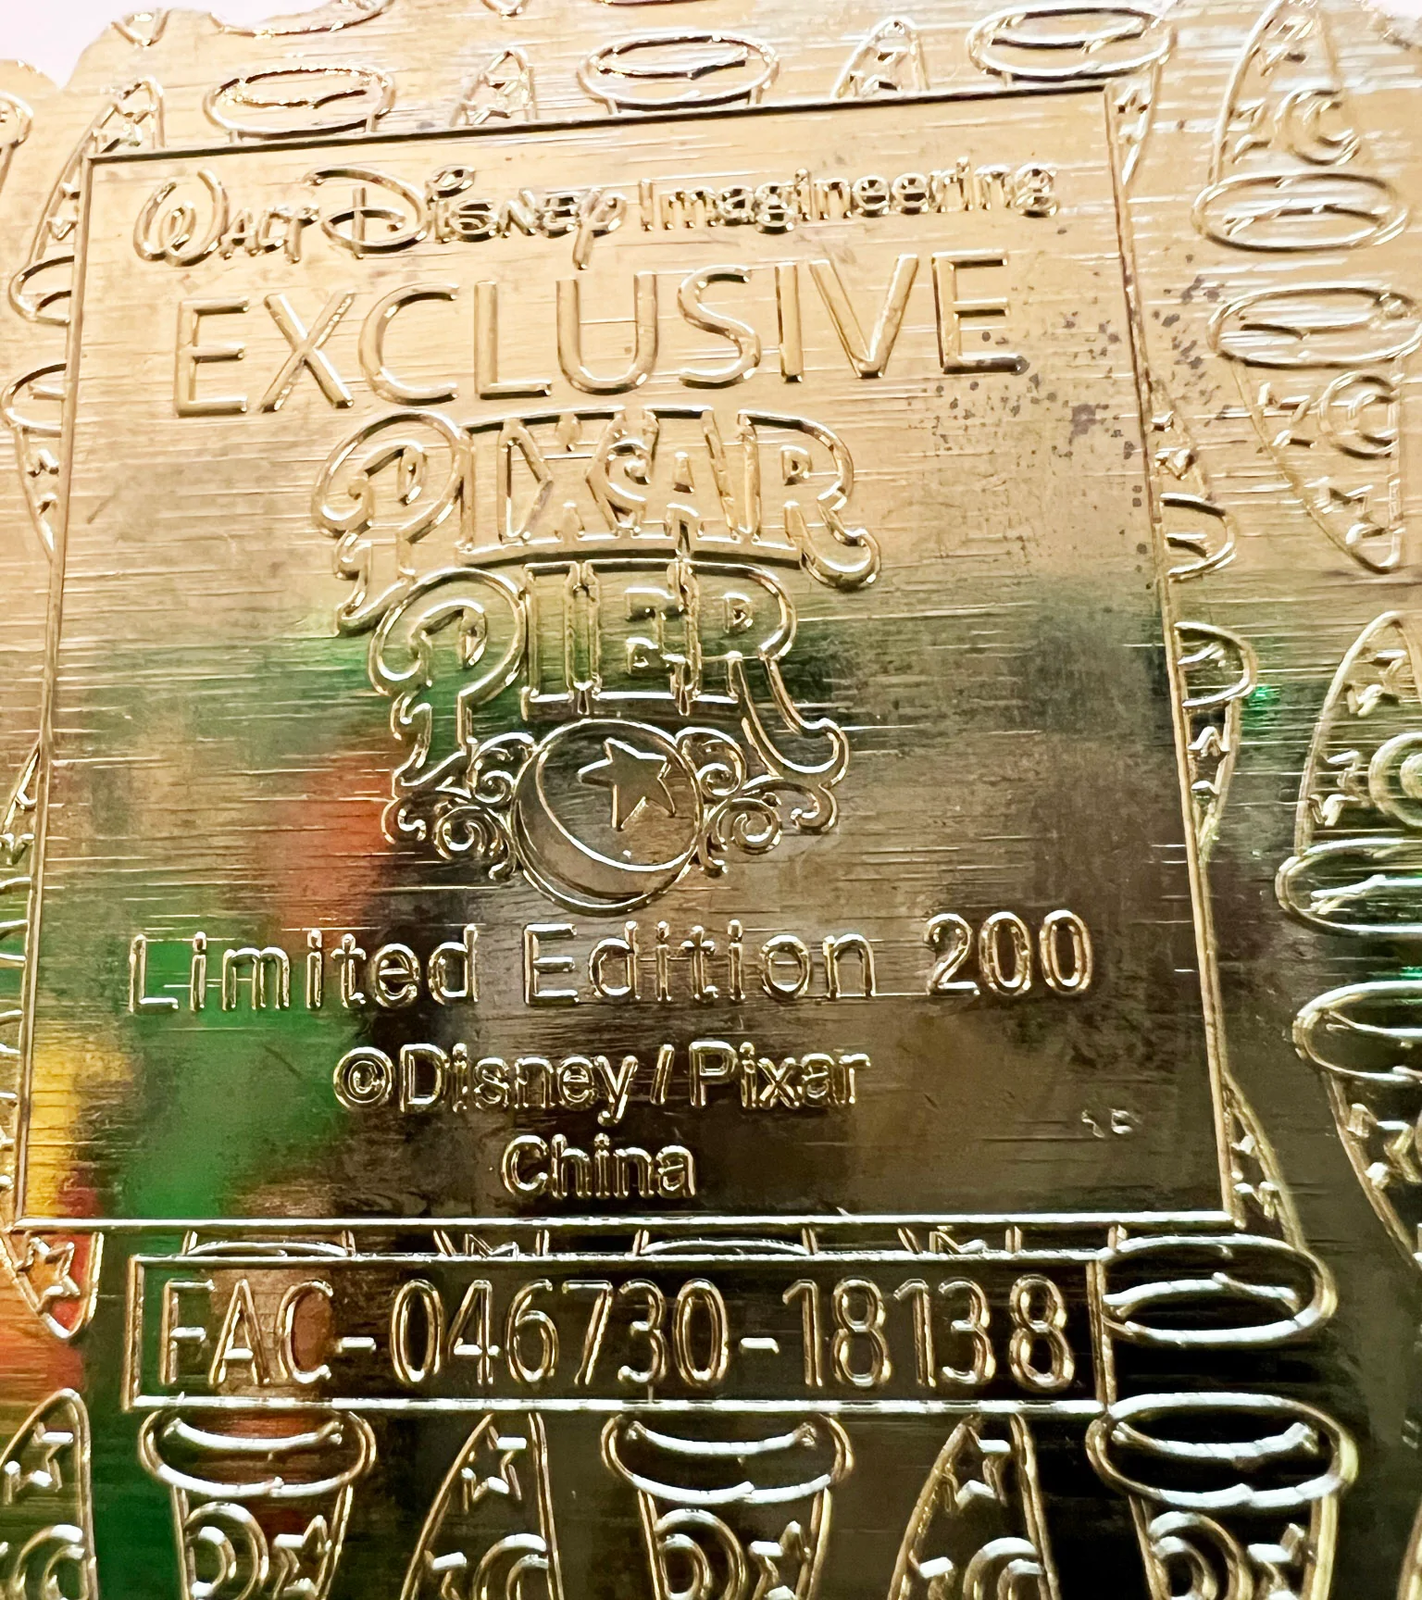 Walt Disney Imagineering
EXCLUSIVE
PIXAR
PIER
Limited Edition 200
©Disney / Pixar
China
FAC-046730-18138